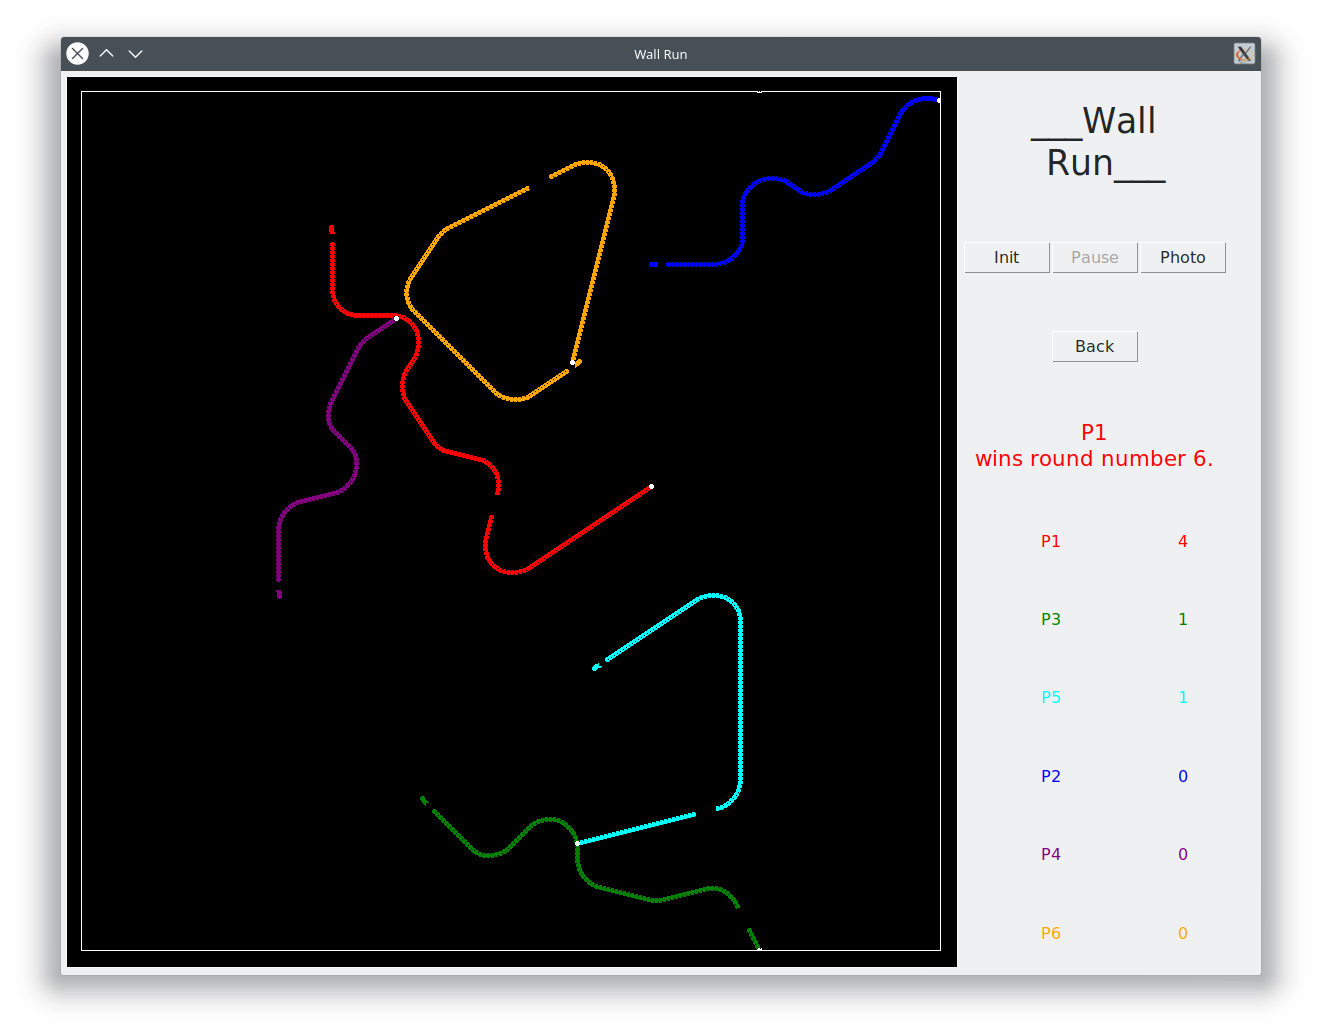 Wall Run
___Wall
Run___
Init Pause Photo
Back
P1
wins round number 6.
P1 4
P3 1
P5 1
P2 0
P4 0
P6 0